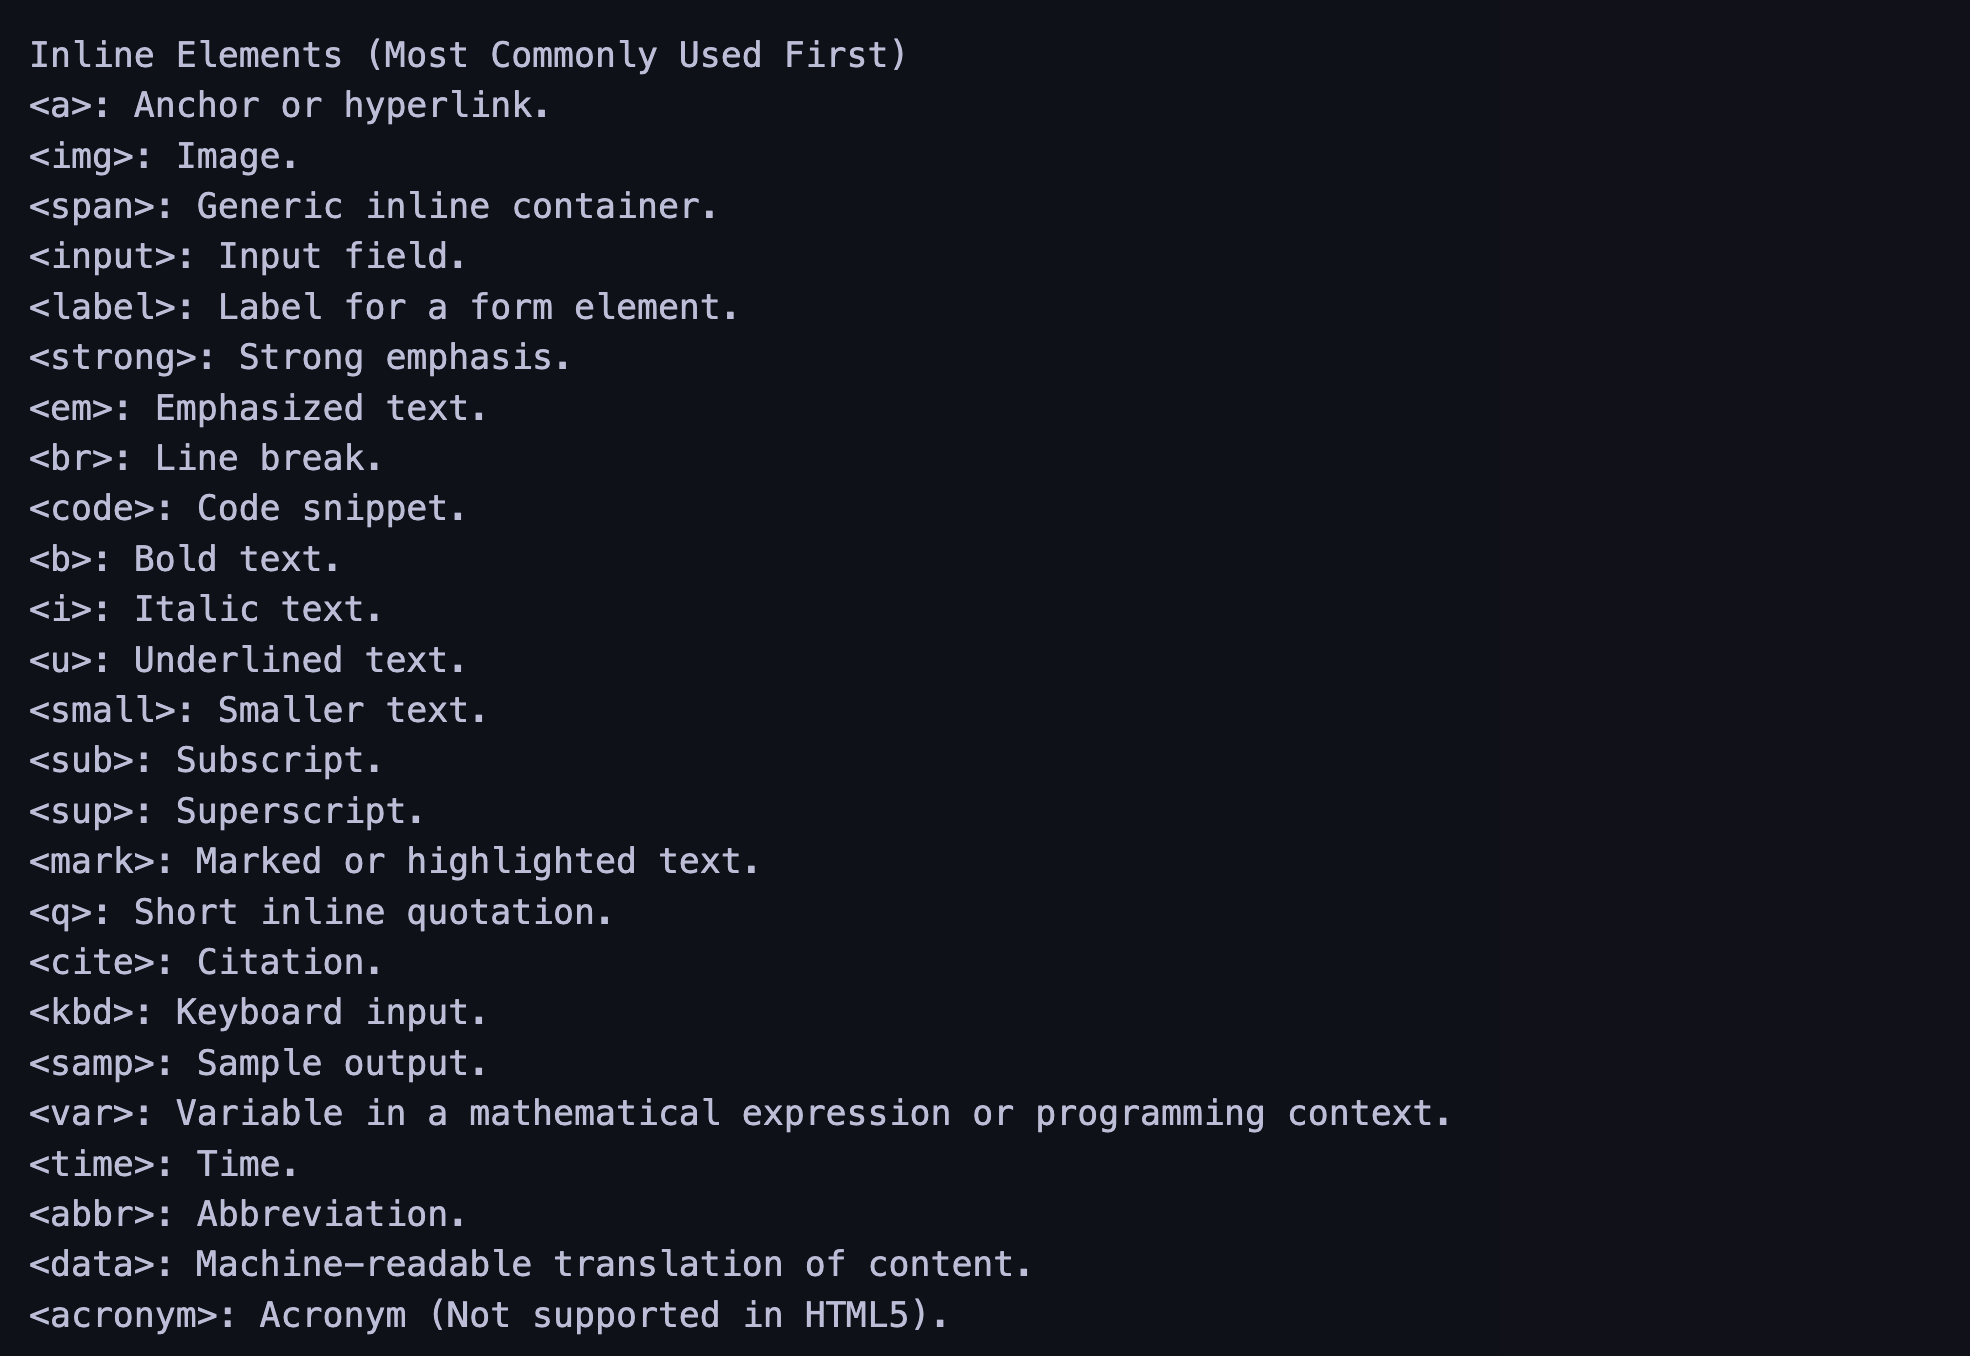 Inline Elements (Most Commonly Used First)
<a>: Anchor or hyperlink.
<img>: Image.
<span>: Generic inline container.
<input>: Input field.
<label>: Label for a form element.
<strong>: Strong emphasis.
<em>: Emphasized text.
<br>: Line break.
<code>: Code snippet.
<b>: Bold text.
<i>: Italic text.
<u>: Underlined text.
<small>: Smaller text.
<sub>: Subscript.
<sup>: Superscript.
<mark>: Marked or highlighted text.
<q>: Short inline quotation.
<cite>: Citation.
<kbd>: Keyboard input.
<samp>: Sample output.
<var>: Variable in a mathematical expression or programming context.
<time>: Time.
<abbr>: Abbreviation.
<data>: Machine-readable translation of content.
<acronym>: Acronym (Not supported in HTML5).